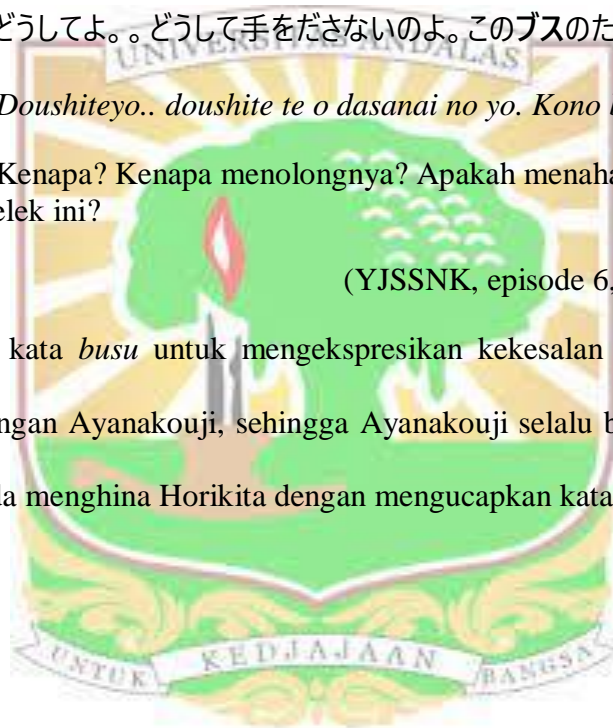 どうしてよ。。どうして手をださないのよ。このブスのた
UNIVERSITAS ANDALAS
Doushiteyo.. doushite te o dasanai no yo. Kono
Kenapa? Kenapa menolongnya? Apakah menaha
elek ini?
(YJSSNK, episode 6,
kata busu untuk mengekspresikan kekesalan
ngan Ayanakouji, sehingga Ayanakouji selalu b
la menghina Horikita dengan mengucapkan kata
UNTUK KEDJAJAAN BANGSA